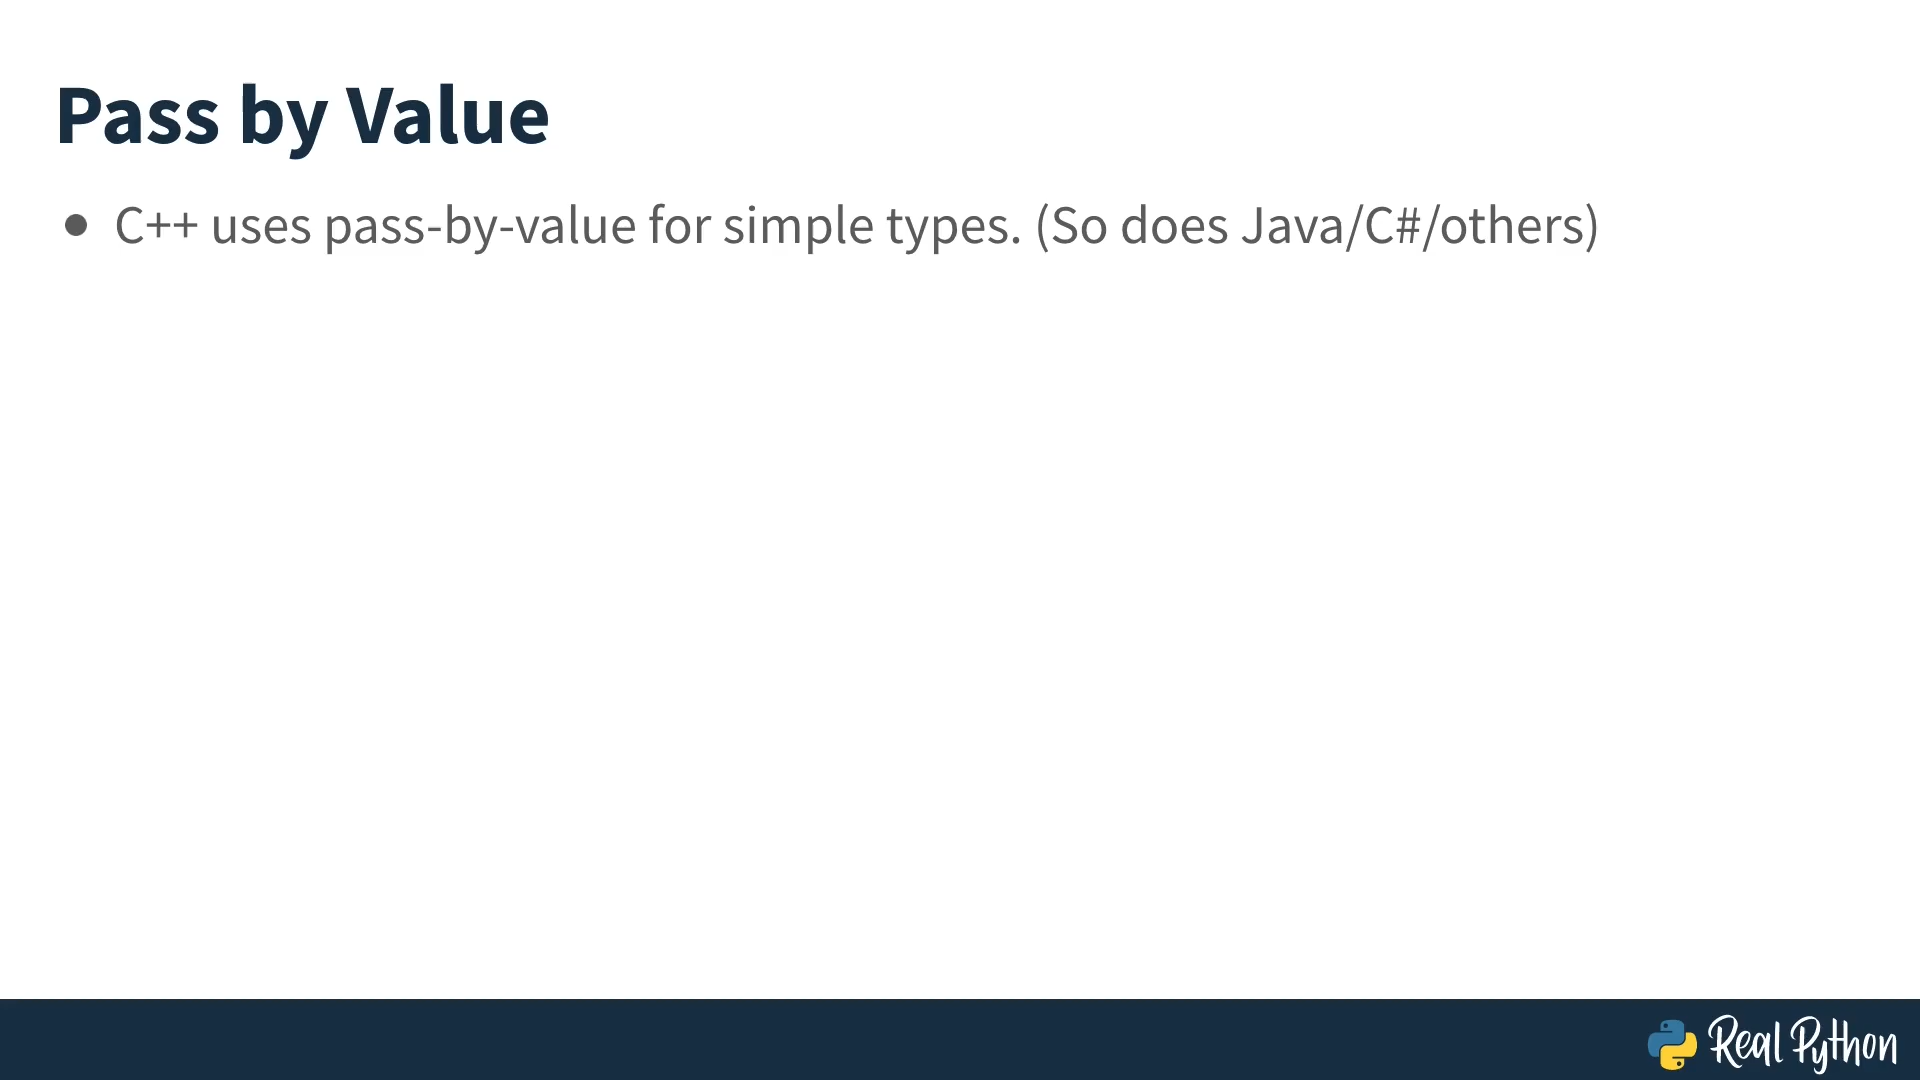 Pass by Value
● C++ uses pass-by-value for simple types. (So does Java/C#/others)
Real Python